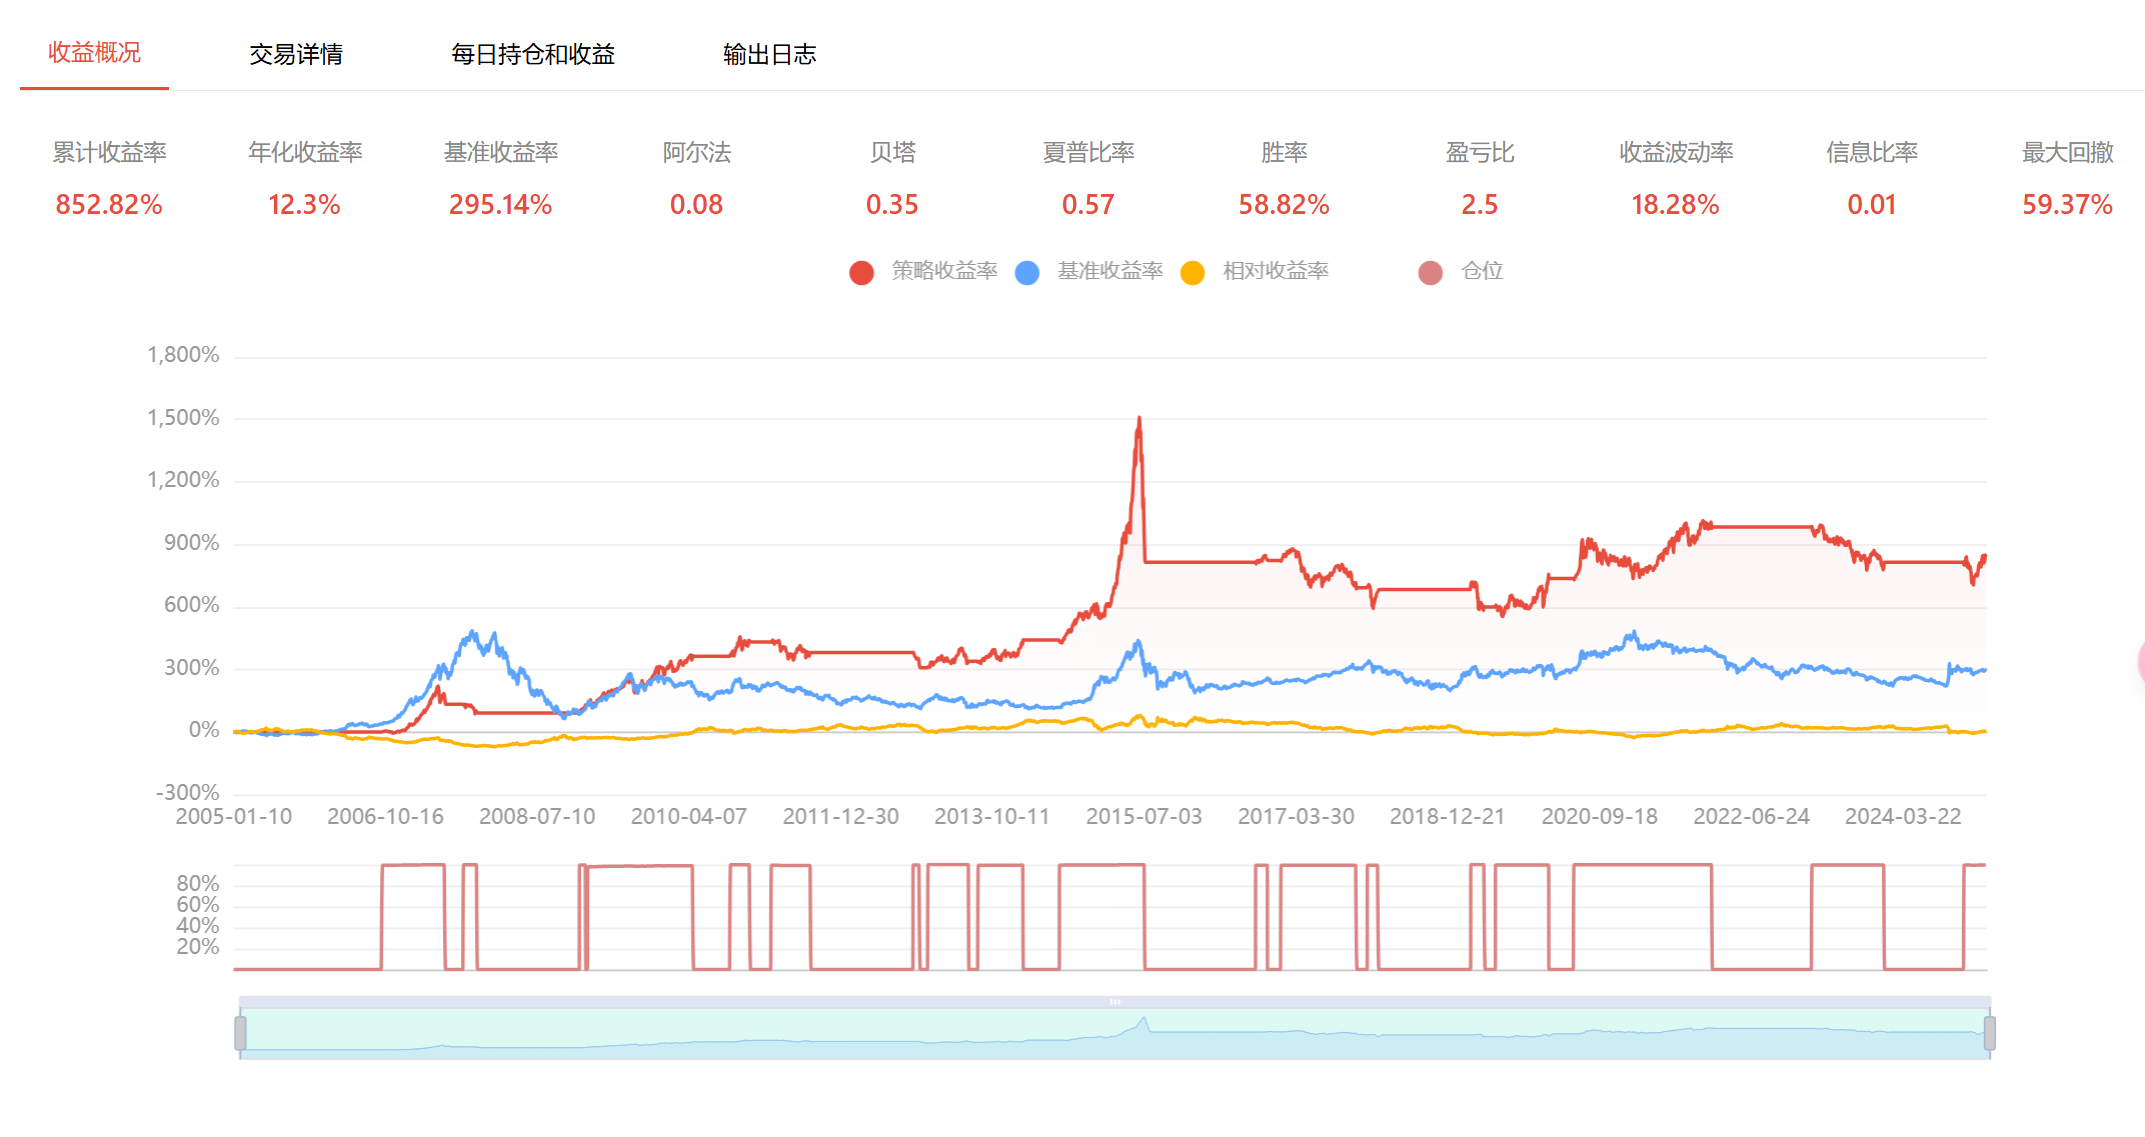 收益概况 交易详情 每日持仓和收益 输出日志
累计收益率 年化收益率 基准收益率 阿尔法 贝塔 夏普比率 胜率 盈亏比 收益波动率 信息比率 最大回撤
852.82% 12.3% 295.14% 0.08 0.35 0.57 58.82% 2.5 18.28% 0.01 59.37%
策略收益率 基准收益率 相对收益率 仓位
1,800%
1,500%
1,200%
900%
600%
300%
0%
-300%
2005-01-10 2006-10-16 2008-07-10 2010-04-07 2011-12-30 2013-10-11 2015-07-03 2017-03-30 2018-12-21 2020-09-18 2022-06-24 2024-03-22
80%
60%
40%
20%